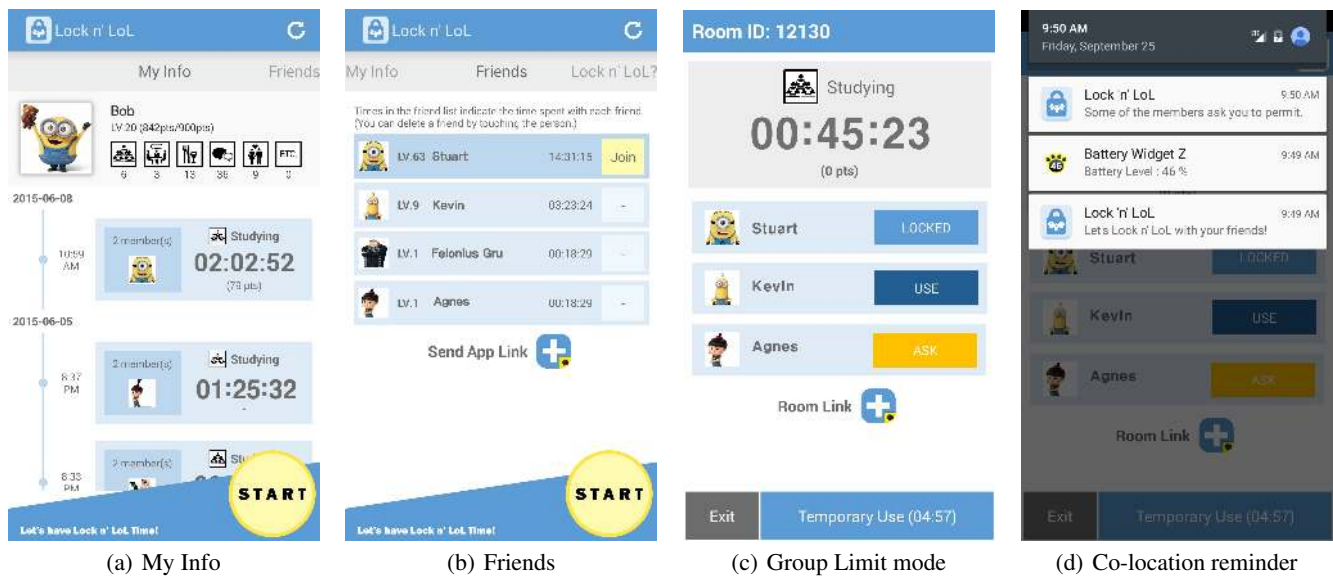 Lock n' LoL
My Info Friends
Bob
LV.20 (842pts/900pts)
ETC.
6 3 13 36 9 0
2015-06-08
10:59
AM
2 member(s)
Studying
02:02:52
(79 pts)
2015-06-05
8:37
PM
2 member(s)
Studying
01:25:32
-
8:33
PM
2 member(s)
START
Let's have Lock n' LoL Time!
(a) My Info
Lock n' LoL
My Info Friends Lock n' LoL?
Times in the friend list indicate the time spent with each friend.
(You can delete a friend by touching the person.)
LV.63 Stuart 14:31:15 Join
LV.9 Kevin 03:23:24 -
LV.1 Felonius Gru 00:18:29 -
LV.1 Agnes 00:18:29 -
Send App Link
START
Let's have Lock n' LoL Time!
(b) Friends
Room ID: 12130
Studying
00:45:23
(0 pts)
Stuart LOCKED
Kevin USE
Agnes ASK
Room Link
Exit Temporary Use (04:57)
(c) Group Limit mode
9:50 AM
Friday, September 25
Lock 'n' LoL 9:50 AM
Some of the members ask you to permit.
46
Battery Widget Z 9:49 AM
Battery Level : 46 %
Lock 'n' LoL 9:49 AM
Let's Lock n' LoL with your friends!
Stuart LOCKED
Kevin USE
Agnes ASK
Room Link
Exit Temporary Use (04:57)
(d) Co-location reminder